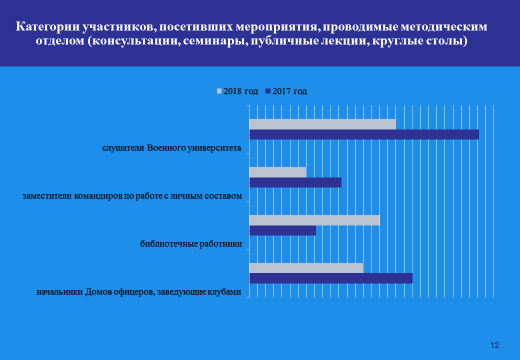 Категории участников, посетивших мероприятия, проводимые методическим
отделом (консультации, семинары, публичные лекции, круглые столы)
2018 год 2017 год
слушатели Военного университета
заместители командиров по работе с личным составом
библиотечные работники
начальники Домов офицеров, заведующие клубами
12